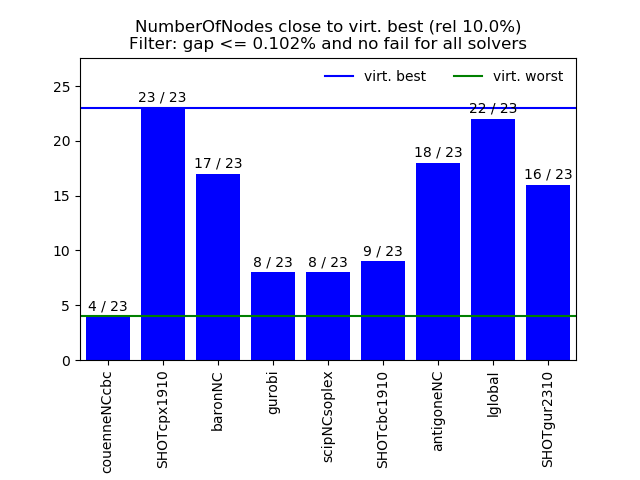 NumberOfNodes close to virt. best (rel 10.0%)
Filter: gap <= 0.102% and no fail for all solvers
virt. best
virt. worst
25
20
15
10
5
0
4 / 23
23 / 23
17 / 23
8 / 23
8 / 23
9 / 23
18 / 23
22 / 23
16 / 23
couenneNCcbc
SHOTcpx1910
baronNC
gurobi
scipNCsoplex
SHOTcbc1910
antigoneNC
lglobal
SHOTgur2310